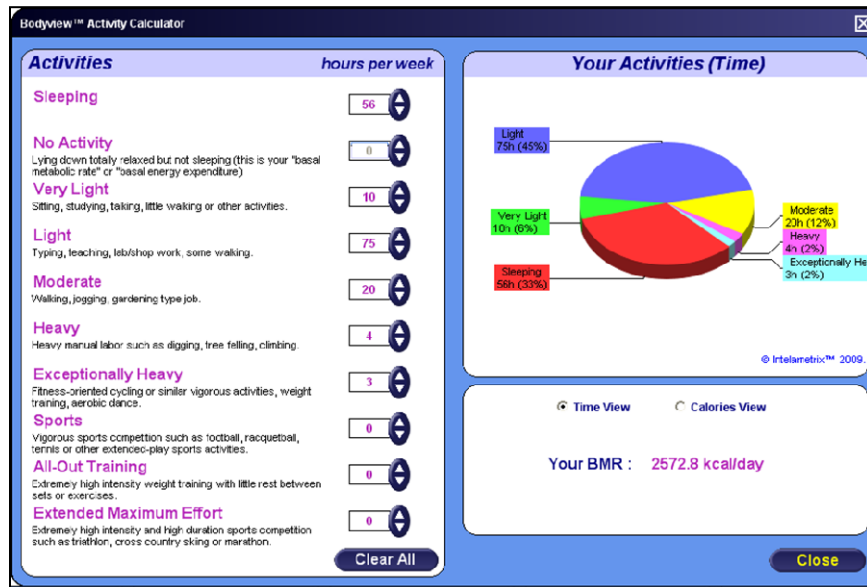 Bodyview™ Activity Calculator
Activities hours per week
Sleeping
56
No Activity
0
Lying down totally relaxed but not sleeping (this is your "basal
metabolic rate" or "basal energy expenditure)
Very Light
10
Sitting, studying, taking, little waking or other activities.
Light
75
Typing, teaching, lab/shop work, some walking.
Moderate
20
Walking, jogging, gardening type job.
Heavy
4
Heavy manual labor such as digging, tree felling, climbing.
Exceptionally Heavy
3
Fitness-oriented cycling or similar vigorous activities, weight
training, aerobic dance.
Sports
0
Vigorous sports compettion such as football, racquetball,
tennis or other extended-play sports activities.
All-Out Training
0
Extremely high intensity weight training with little rest between
sets or exercises.
Extended Maximum Effort
0
Extremely high intensity and high duration sports competition
such as triathlon, cross country skiing or marathon.
Clear All
Your Activities (Time)
Light
75h (45%)
Very Light
10h (6%)
Sleeping
56h (33%)
Moderate
20h (12%)
Heavy
4h (2%)
Exceptionally He
3h (2%)
© Intelametrix™ 2009.
Time View Calories View
Your BMR : 2572.8 kcal/day
Close